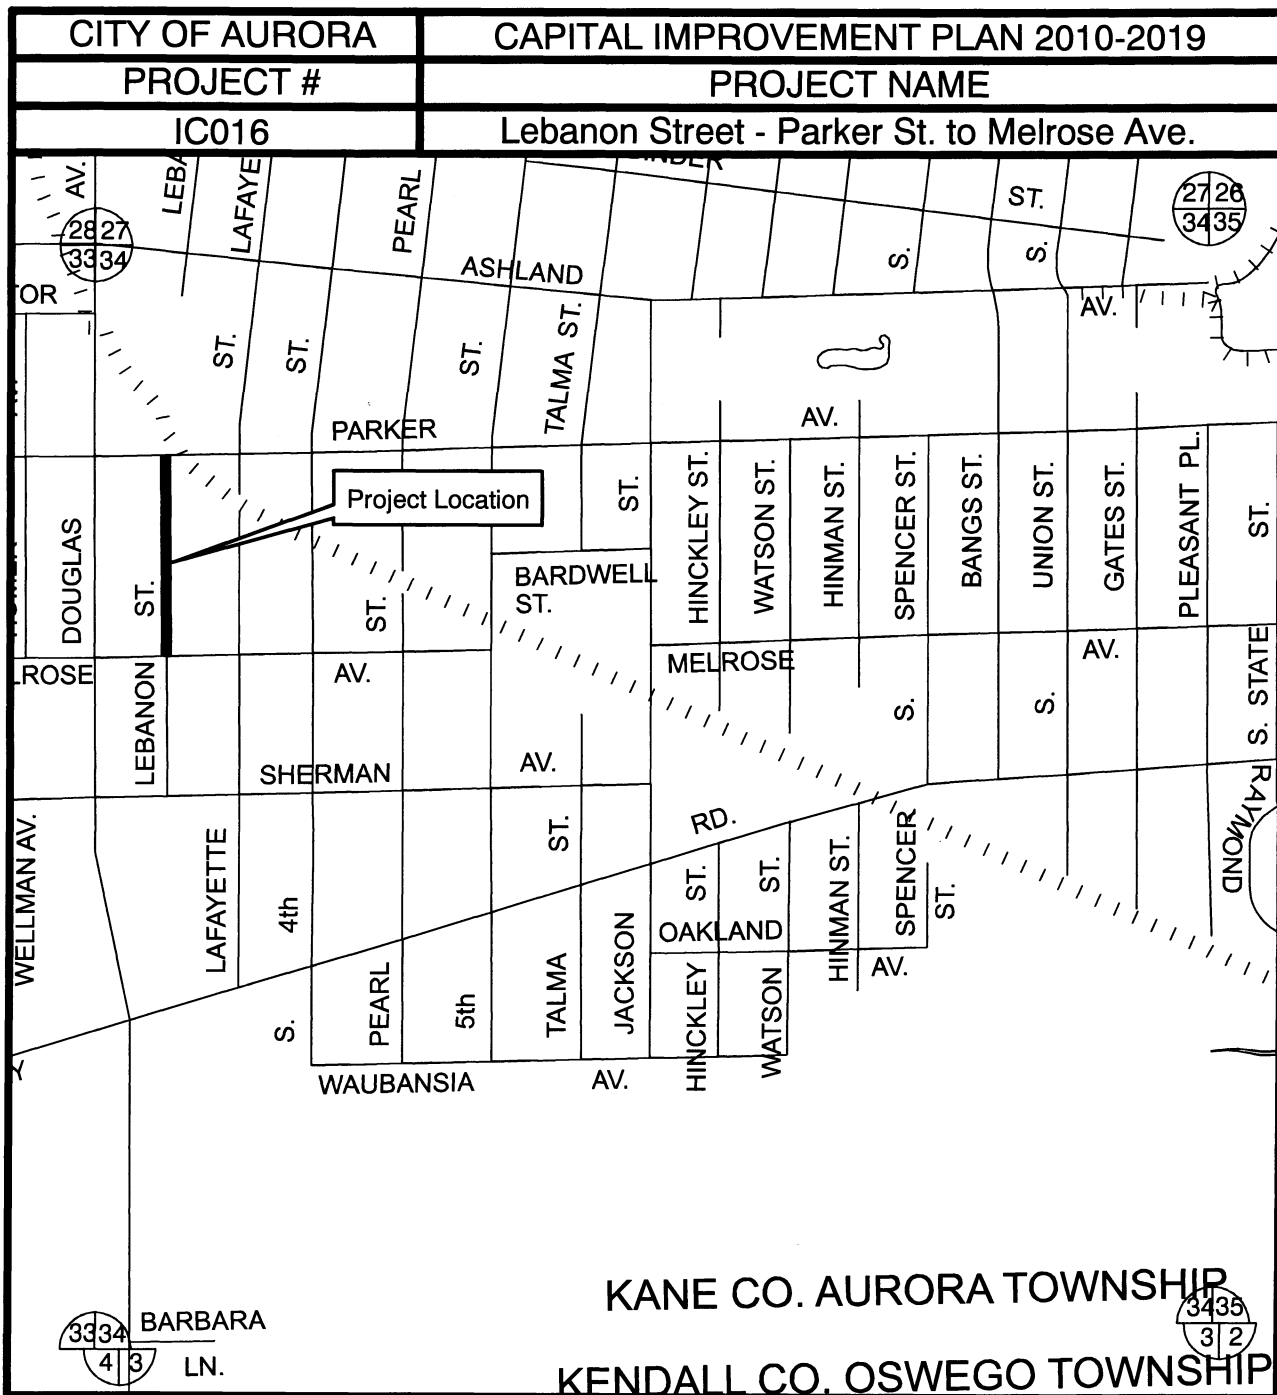 CITY OF AURORA
CAPITAL IMPROVEMENT PLAN 2010-2019
PROJECT #
PROJECT NAME
IC016
Lebanon Street - Parker St. to Melrose Ave.
AV.
LEBA
LAFAYE
PEARL
ST.
27 26
34 35
28 27
33 34
ASHLAND
S.
S.
TOR
AV.
ST.
ST.
ST.
TALMA ST.
PARKER
AV.
Project Location
DOUGLAS
ST.
ST.
ST.
HINCKLEY ST.
WATSON ST.
HINMAN ST.
SPENCER ST.
BANGS ST.
UNION ST.
GATES ST.
PLEASANT PL.
ST.
BARDWELL
ST.
LROSE
LEBANON
AV.
MELROSE
AV.
S.
S.
S. STATE
SHERMAN
AV.
RAYMOND
WELLMAN AV.
LAFAYETTE
4th
ST.
RD.
ST.
ST.
HINMAN ST.
SPENCER
ST.
OAKLAND
AV.
S.
PEARL
5th
TALMA
JACKSON
HINCKLEY
WATSON
Y
WAUBANSIA
AV.
KANE CO. AURORA TOWNSHIP
34 35
3 2
33 34
4 3
BARBARA
LN.
KENDALL CO. OSWEGO TOWNSHIP